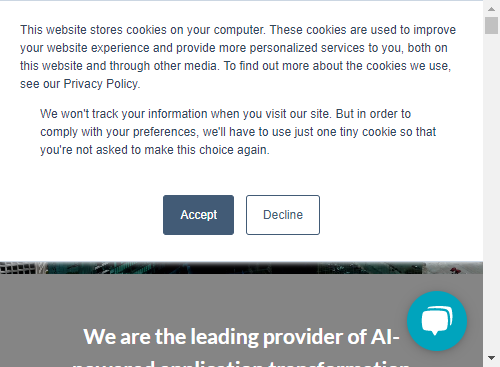 This website stores cookies on your computer. These cookies are used to improve
your website experience and provide more personalized services to you, both on
this website and through other media. To find out more about the cookies we use,
see our Privacy Policy.
We won't track your information when you visit our site. But in order to
comply with your preferences, we'll have to use just one tiny cookie so that
you're not asked to make this choice again.
Accept
Decline
We are the leading provider of AI-
powered application transformation